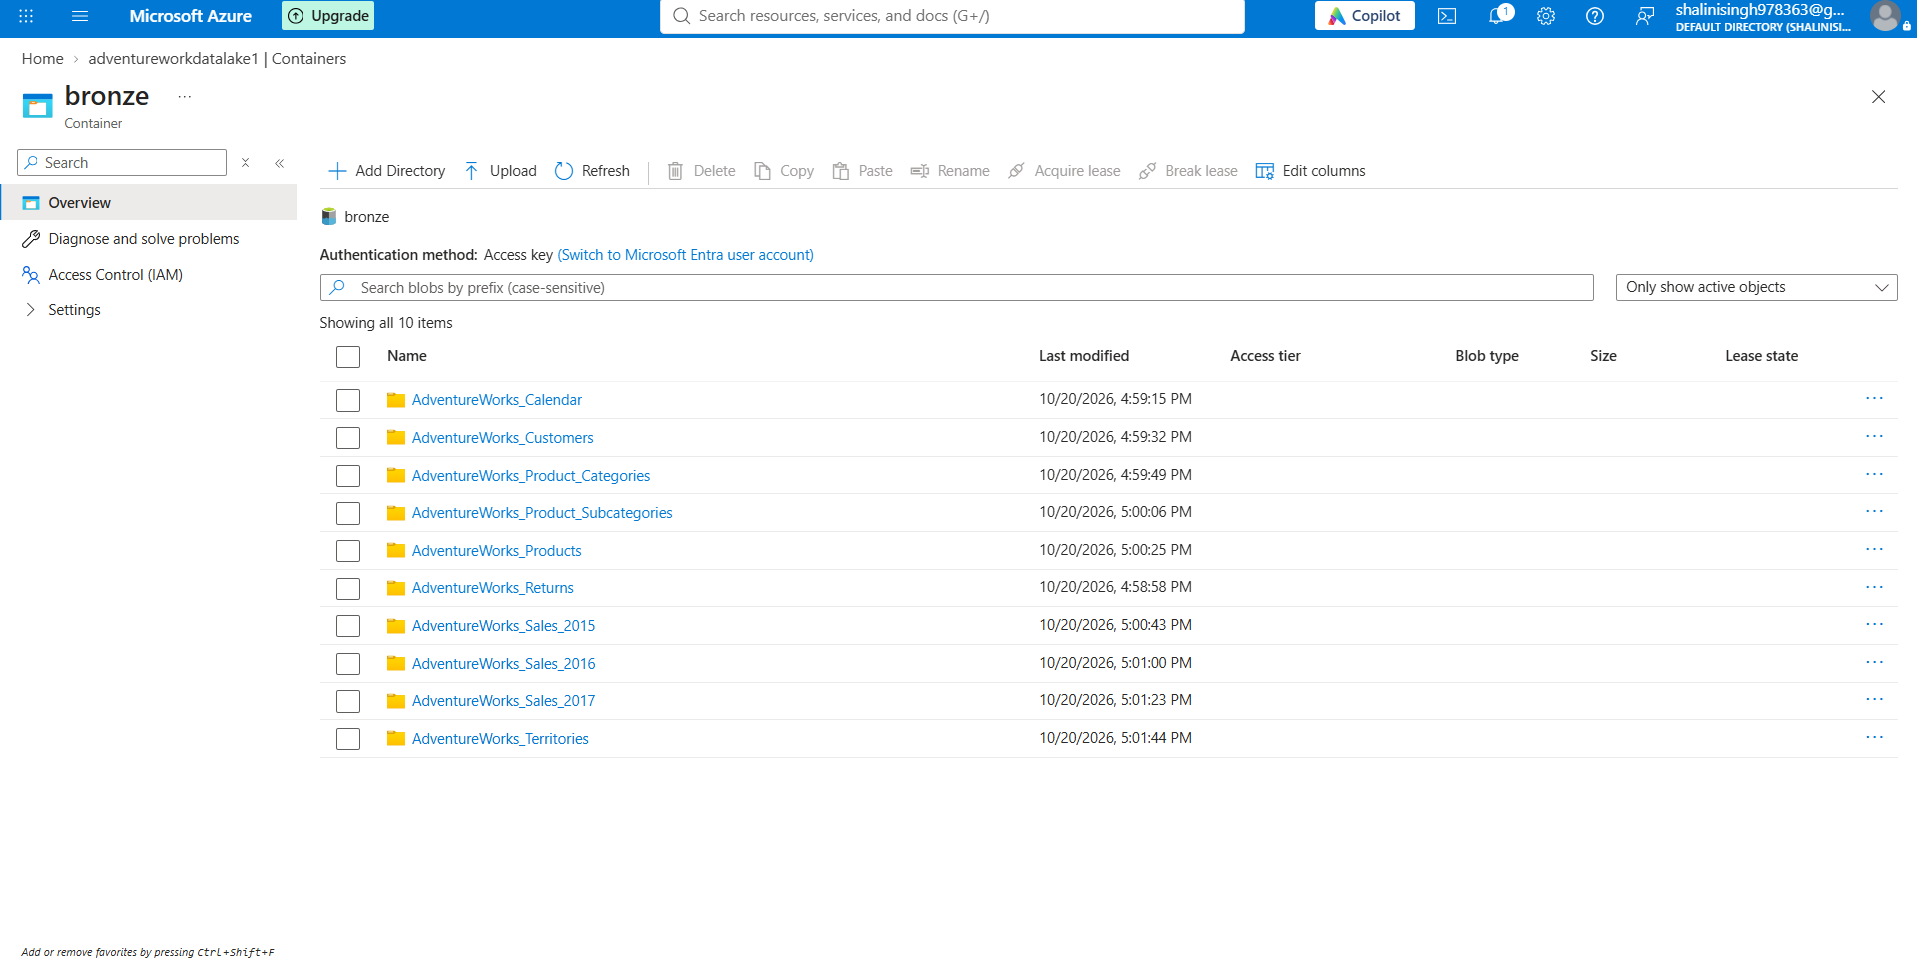 Microsoft Azure
Upgrade
Search resources, services, and docs (G+/)
Copilot
1
shalinisingh978363@g...
DEFAULT DIRECTORY (SHALINISI...
Home > adventureworkdatalake1 | Containers
bronze ...
Container
Search
Overview
Diagnose and solve problems
Access Control (IAM)
Settings
Add Directory Upload Refresh Delete Copy Paste Rename Acquire lease Break lease Edit columns
bronze
Authentication method: Access key (Switch to Microsoft Entra user account)
Search blobs by prefix (case-sensitive)
Only show active objects
Showing all 10 items
Name Last modified Access tier Blob type Size Lease state
AdventureWorks_Calendar 10/20/2026, 4:59:15 PM ...
AdventureWorks_Customers 10/20/2026, 4:59:32 PM ...
AdventureWorks_Product_Categories 10/20/2026, 4:59:49 PM ...
AdventureWorks_Product_Subcategories 10/20/2026, 5:00:06 PM ...
AdventureWorks_Products 10/20/2026, 5:00:25 PM ...
AdventureWorks_Returns 10/20/2026, 4:58:58 PM ...
AdventureWorks_Sales_2015 10/20/2026, 5:00:43 PM ...
AdventureWorks_Sales_2016 10/20/2026, 5:01:00 PM ...
AdventureWorks_Sales_2017 10/20/2026, 5:01:23 PM ...
AdventureWorks_Territories 10/20/2026, 5:01:44 PM ...
Add or remove favorites by pressing Ctrl+Shift+F